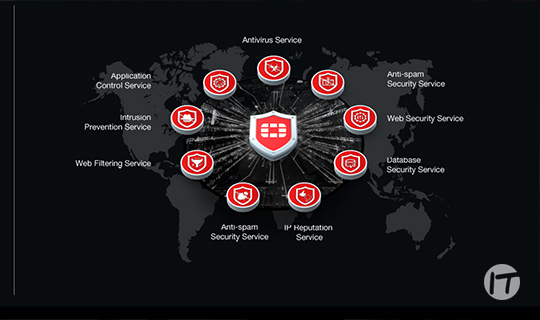 Antivirus Service
Application
Control Service
Anti-spam
Security Service
Intrusion
Prevention Service
Web Security Service
Web Filtering Service
Database
Security Service
Anti-spam
Security Service
IP Reputation
Service
IT